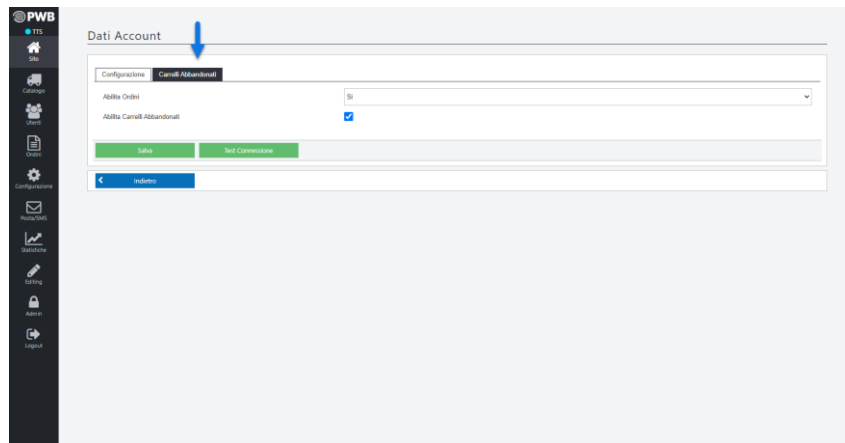 PWB
TTS
Sito
Catalogo
Utenti
Ordini
Configurazione
Posta/SMS
Statistiche
Editing
Admin
Logout
Dati Account
Configurazione Carrelli Abbandonati
Abilita Ordini Si
Abilita Carrelli Abbandonati
Salva Test Connessione
Indietro